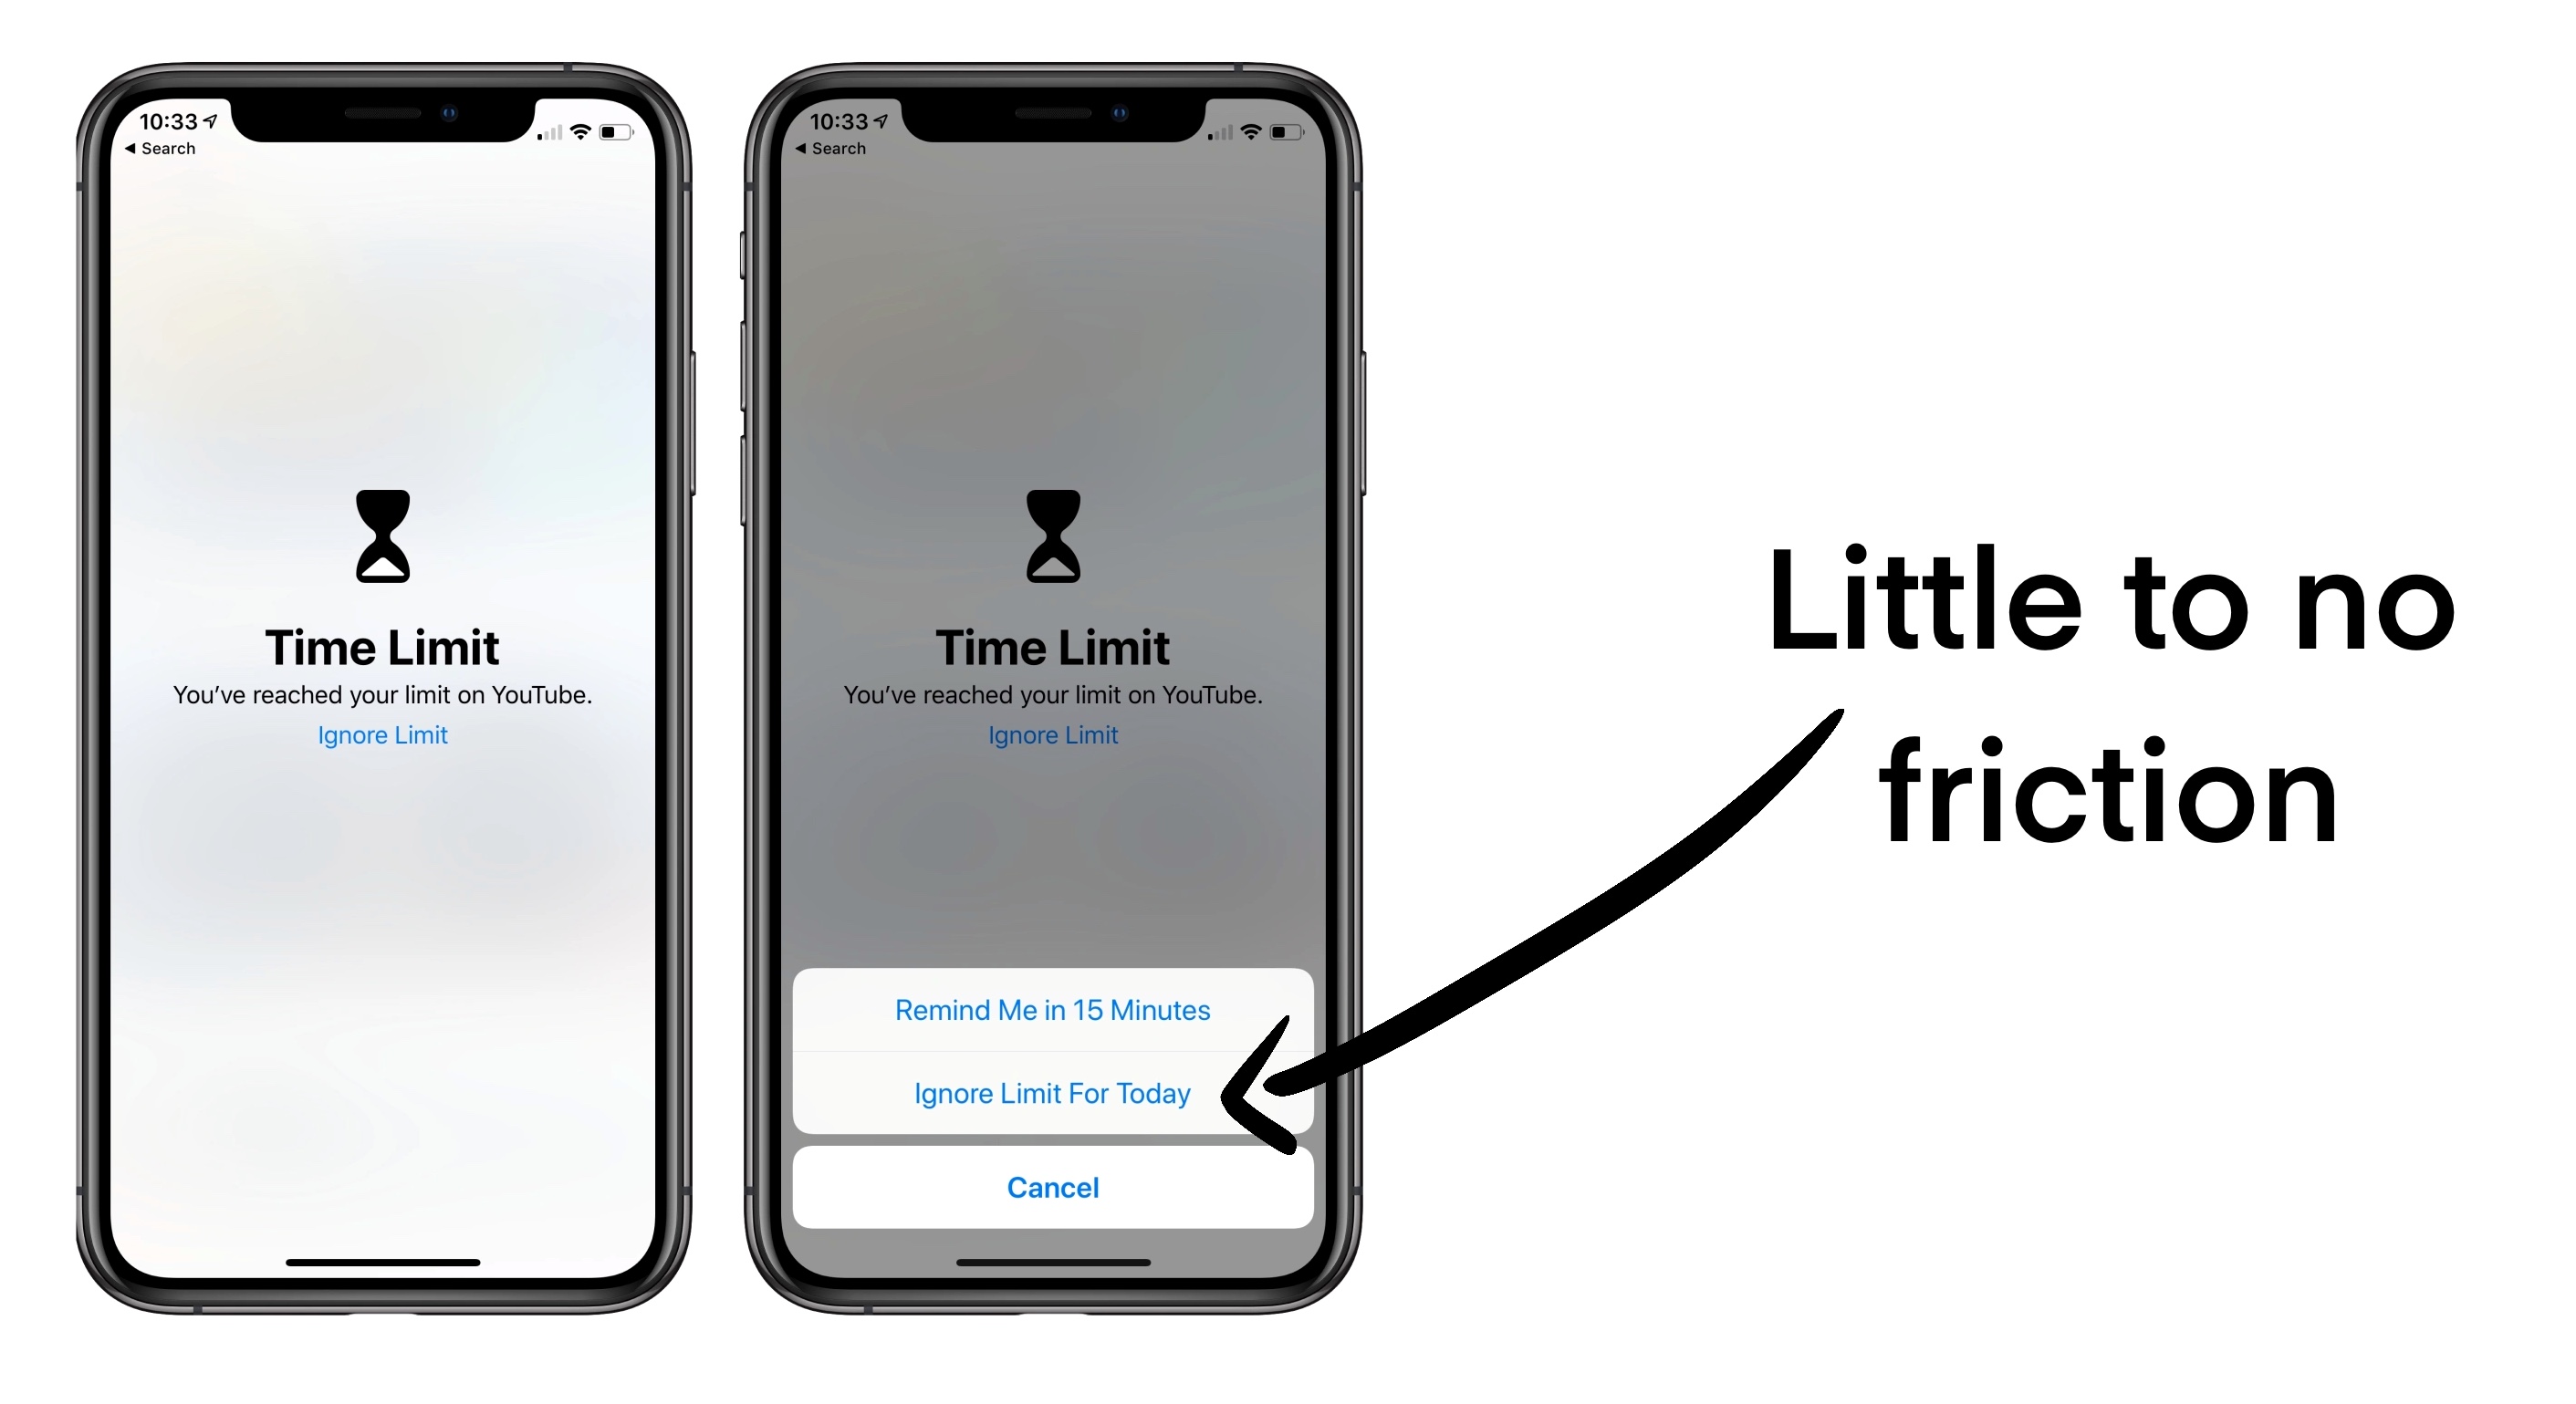 10:33
◀ Search
Time Limit
You’ve reached your limit on YouTube.
Ignore Limit
10:33
◀ Search
Time Limit
You’ve reached your limit on YouTube.
Ignore Limit
Remind Me in 15 Minutes
Ignore Limit For Today
Cancel
Little to no
friction